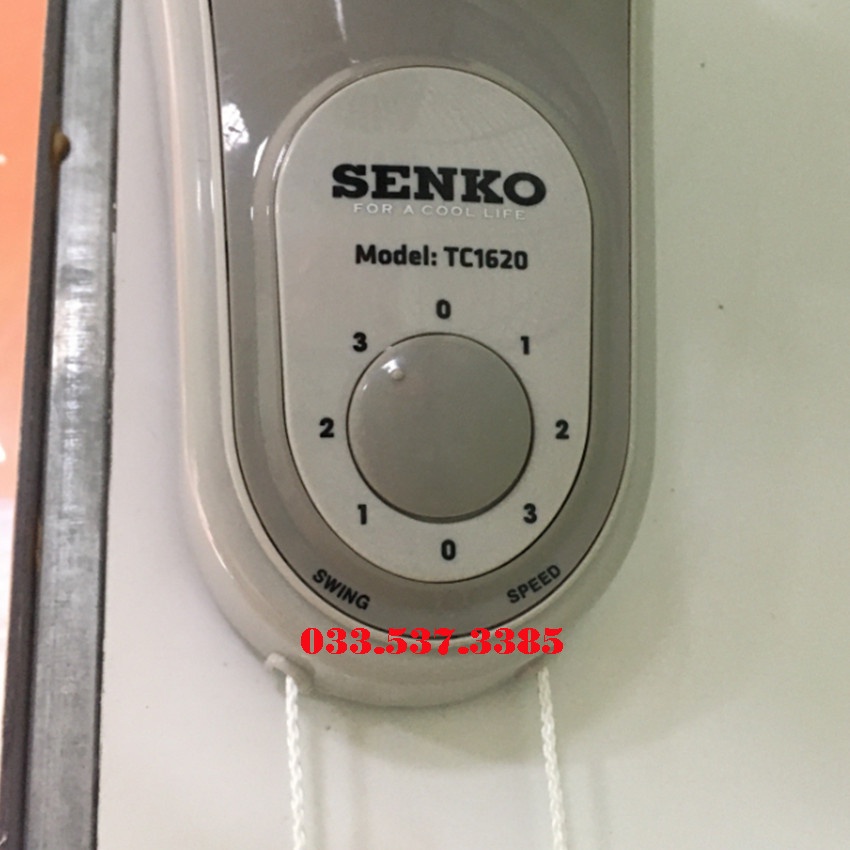 SENKO
FOR A COOL LIFE
Model: TC1620
0
3 1
2 2
1 3
0
SWING SPEED
033.537.3385